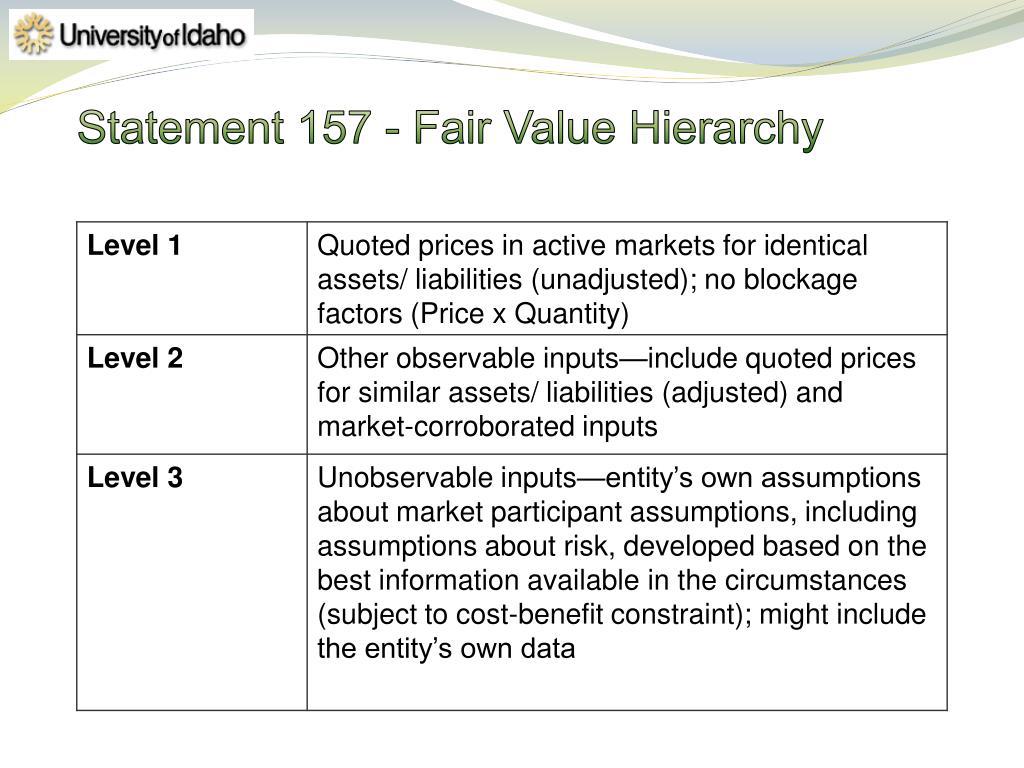 University of Idaho
Statement 157 - Fair Value Hierarchy
Level 1
Quoted prices in active markets for identical
assets/ liabilities (unadjusted); no blockage
factors (Price x Quantity)
Level 2
Other observable inputs—include quoted prices
for similar assets/ liabilities (adjusted) and
market-corroborated inputs
Level 3
Unobservable inputs—entity’s own assumptions
about market participant assumptions, including
assumptions about risk, developed based on the
best information available in the circumstances
(subject to cost-benefit constraint); might include
the entity’s own data